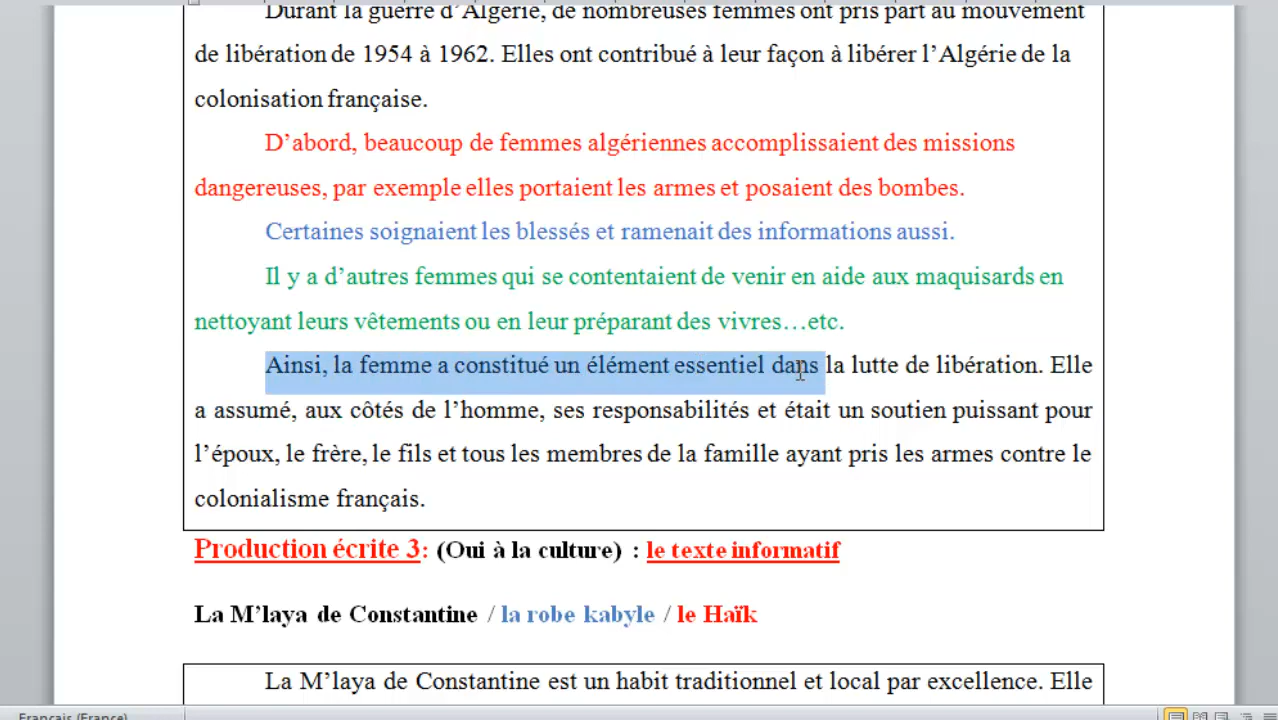 Durant la guerre d’Algérie, de nombreuses femmes ont pris part au mouvement
de libération de 1954 à 1962. Elles ont contribué à leur façon à libérer l’Algérie de la
colonisation française.
D’abord, beaucoup de femmes algériennes accomplissaient des missions
dangereuses, par exemple elles portaient les armes et posaient des bombes.
Certaines soignaient les blessés et ramenait des informations aussi.
Il y a d’autres femmes qui se contentaient de venir en aide aux maquisards en
nettoyant leurs vêtements ou en leur préparant des vivres…etc.
Ainsi, la femme a constitué un élément essentiel dans la lutte de libération. Elle
a assumé, aux côtés de l’homme, ses responsabilités et était un soutien puissant pour
l’époux, le frère, le fils et tous les membres de la famille ayant pris les armes contre le
colonialisme français.
Production écrite 3: (Oui à la culture) : le texte informatif
La M’laya de Constantine / la robe kabyle / le Haïk
La M’laya de Constantine est un habit traditionnel et local par excellence. Elle
Français (France)